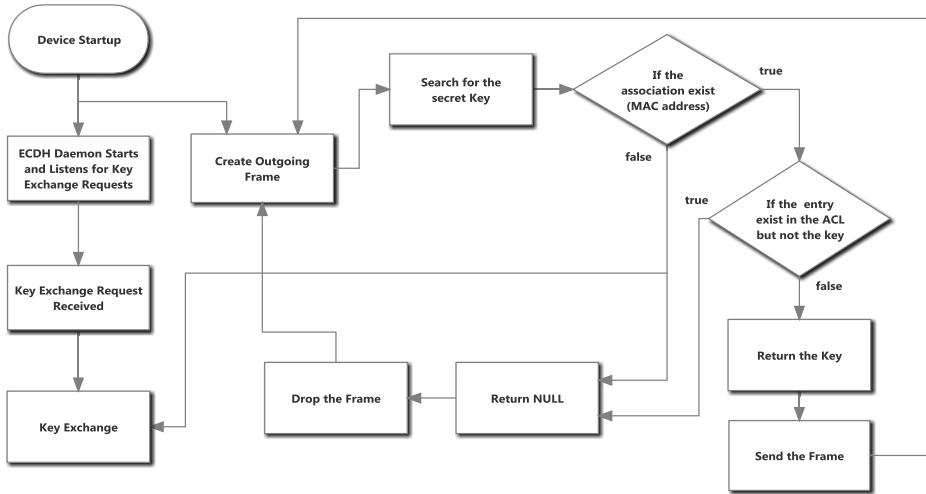 Device Startup
ECDH Daemon Starts
and Listens for Key
Exchange Requests
Key Exchange Request
Received
Key Exchange
Create Outgoing
Frame
Search for the
secret Key
If the
association exist
(MAC address)
true
false
true
If the entry
exist in the ACL
but not the key
false
Return the Key
Send the Frame
Return NULL
Drop the Frame